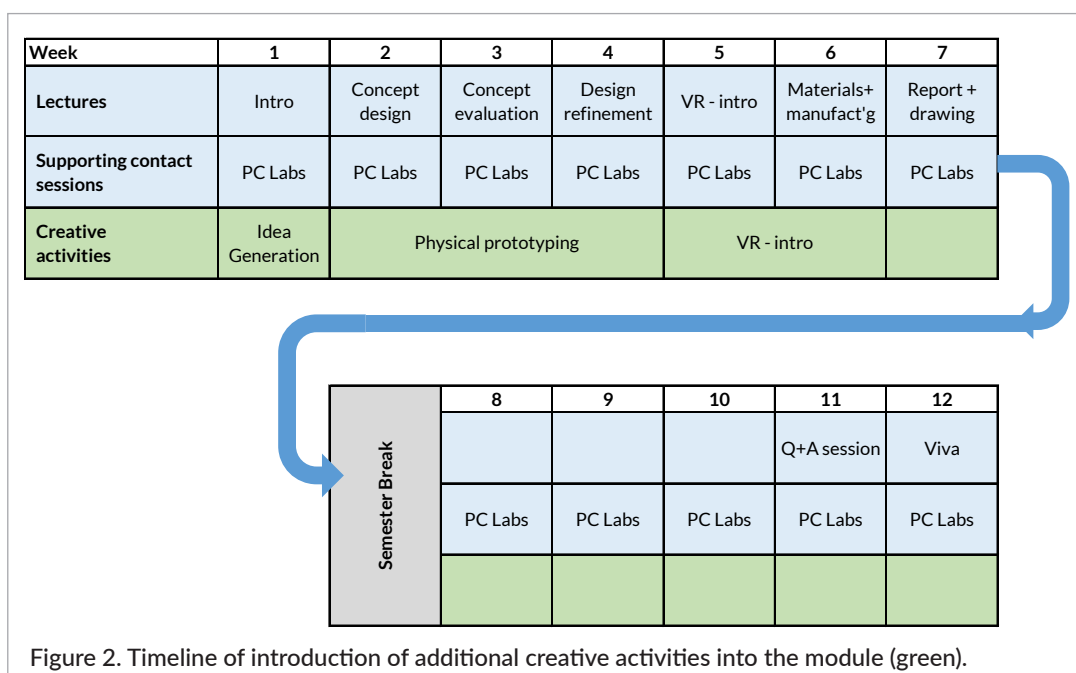 Week 1 2 3 4 5 6 7
Lectures Intro Concept design Concept evaluation Design refinement VR - intro Materials+ manufact'g Report + drawing
Supporting contact sessions PC Labs PC Labs PC Labs PC Labs PC Labs PC Labs PC Labs
Creative activities Idea Generation Physical prototyping VR - intro
Semester Break
8 9 10 11 12
Q+A session Viva
PC Labs PC Labs PC Labs PC Labs PC Labs
Figure 2. Timeline of introduction of additional creative activities into the module (green).